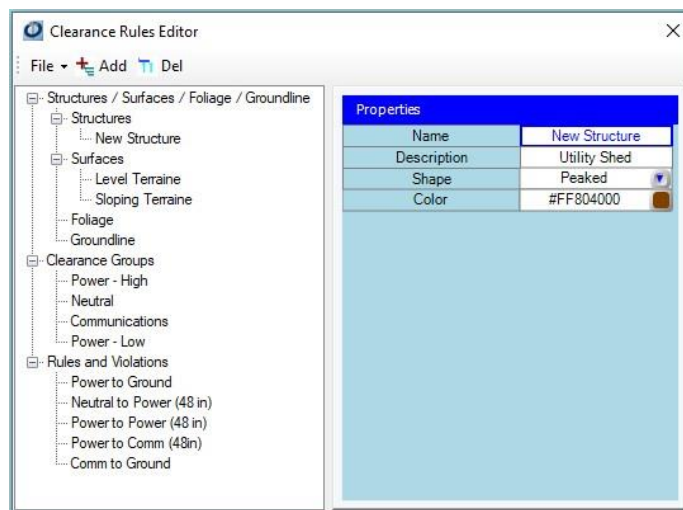 Clearance Rules Editor
File Add Del
Structures / Surfaces / Foliage / Groundline
Structures
New Structure
Surfaces
Level Terraine
Sloping Terraine
Foliage
Groundline
Clearance Groups
Power - High
Neutral
Communications
Power - Low
Rules and Violations
Power to Ground
Neutral to Power (48 in)
Power to Power (48 in)
Power to Comm (48in)
Comm to Ground
Properties
Name New Structure
Description Utility Shed
Shape Peaked
Color #FF804000